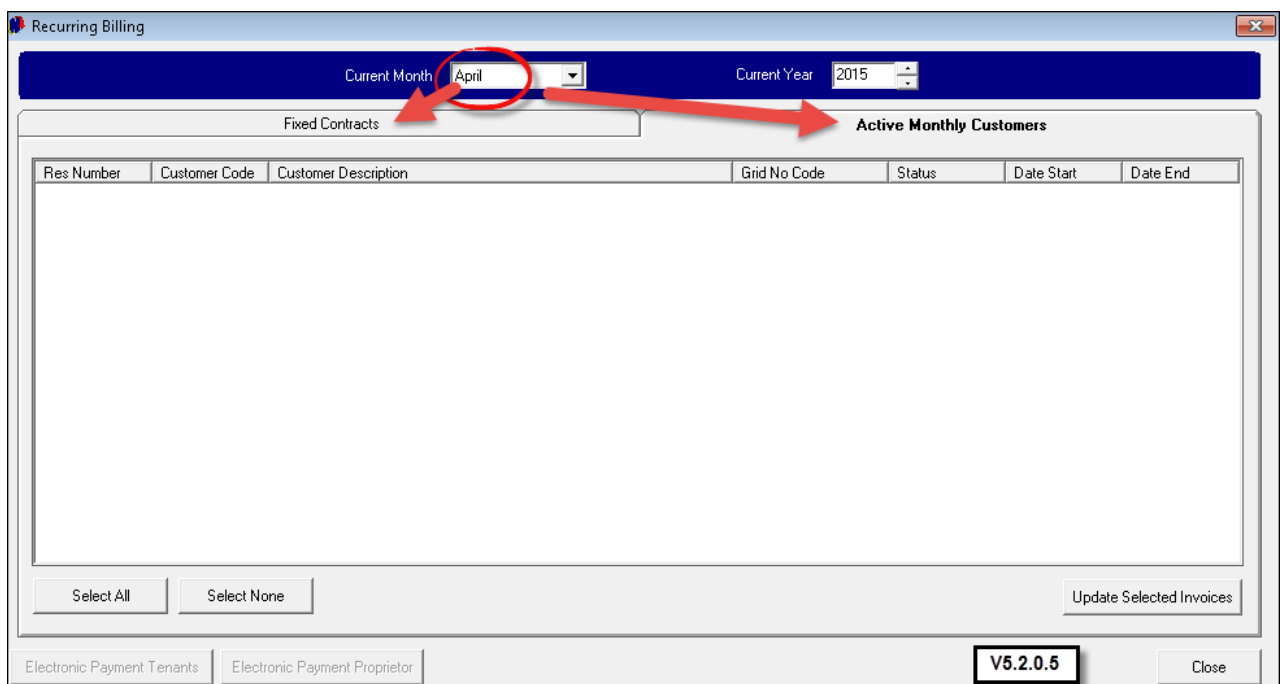 Recurring Billing
Current Month April Current Year 2015
Fixed Contracts Active Monthly Customers
Res Number Customer Code Customer Description Grid No Code Status Date Start Date End
Select All Select None Update Selected Invoices
Electronic Payment Tenants Electronic Payment Proprietor V5.2.0.5 Close